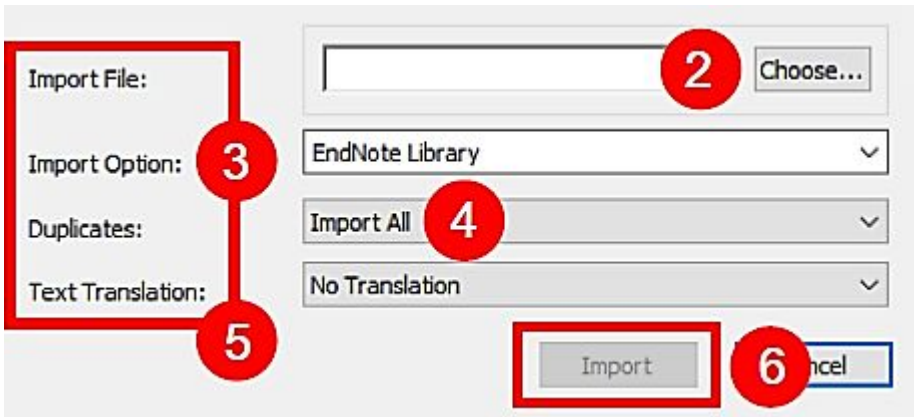 Import File: 2 Choose...
Import Option: 3 EndNote Library
Duplicates: Import All 4
Text Translation: No Translation
5
Import 6 ncel